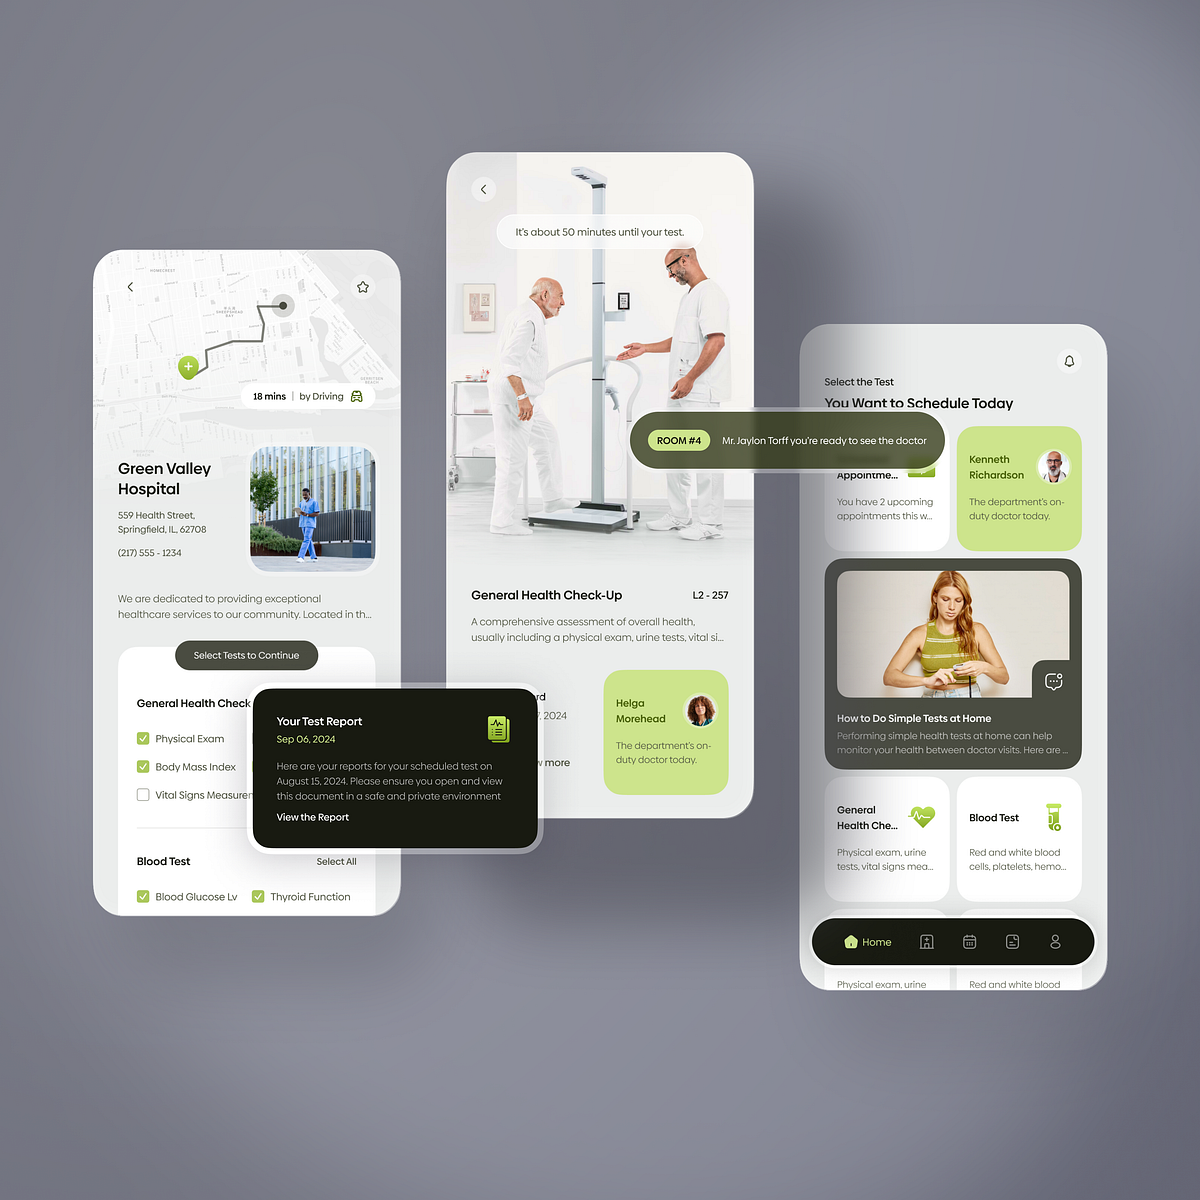 HOMECREST
SHEEPSHEAD
BAY
GERRITSEN
BEACH
18 mins | by Driving
Green Valley
Hospital
559 Health Street,
Springfield, IL, 62708
(217) 555 - 1234
We are dedicated to providing exceptional
healthcare services to our community. Located in th...
Select Tests to Continue
General Health Check
Physical Exam
Body Mass Index
Vital Signs Measurem
Blood Test
Select All
Blood Glucose Lv
Thyroid Function
Your Test Report
Sep 06, 2024
Here are your reports for your scheduled test on
August 15, 2024. Please ensure you open and view
this document in a safe and private environment
View the Report
It's about 50 minutes until your test.
General Health Check-Up
L2 - 257
A comprehensive assessment of overall health,
usually including a physical exam, urine tests, vital si...
rd
, 2024
w more
Helga
Morehead
The department's on-
duty doctor today.
ROOM #4
Mr. Jaylon Torff you're ready to see the doctor
Select the Test
You Want to Schedule Today
Appointme...
You have 2 upcoming
appointments this w...
Kenneth
Richardson
The department's on-
duty doctor today.
How to Do Simple Tests at Home
Performing simple health tests at home can help
monitor your health between doctor visits. Here are ...
General
Health Che...
Physical exam, urine
tests, vital signs mea...
Blood Test
Red and white blood
cells, platelets, hemo...
Home
Physical exam, urine
Red and white blood